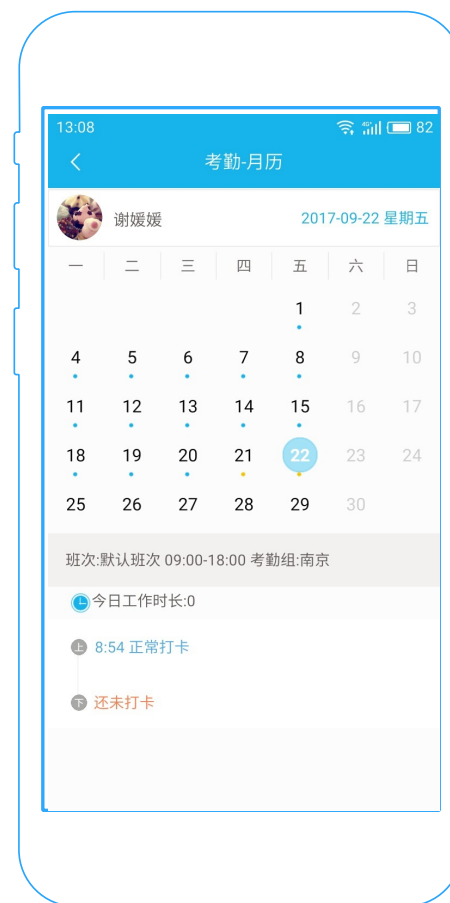 13:08 4G+ 82
考勤-月历
谢媛媛 2017-09-22 星期五
一 二 三 四 五 六 日
1 2 3
4 5 6 7 8 9 10
11 12 13 14 15 16 17
18 19 20 21 22 23 24
25 26 27 28 29 30
班次:默认班次 09:00-18:00 考勤组:南京
今日工作时长:0
上 8:54 正常打卡
下 还未打卡